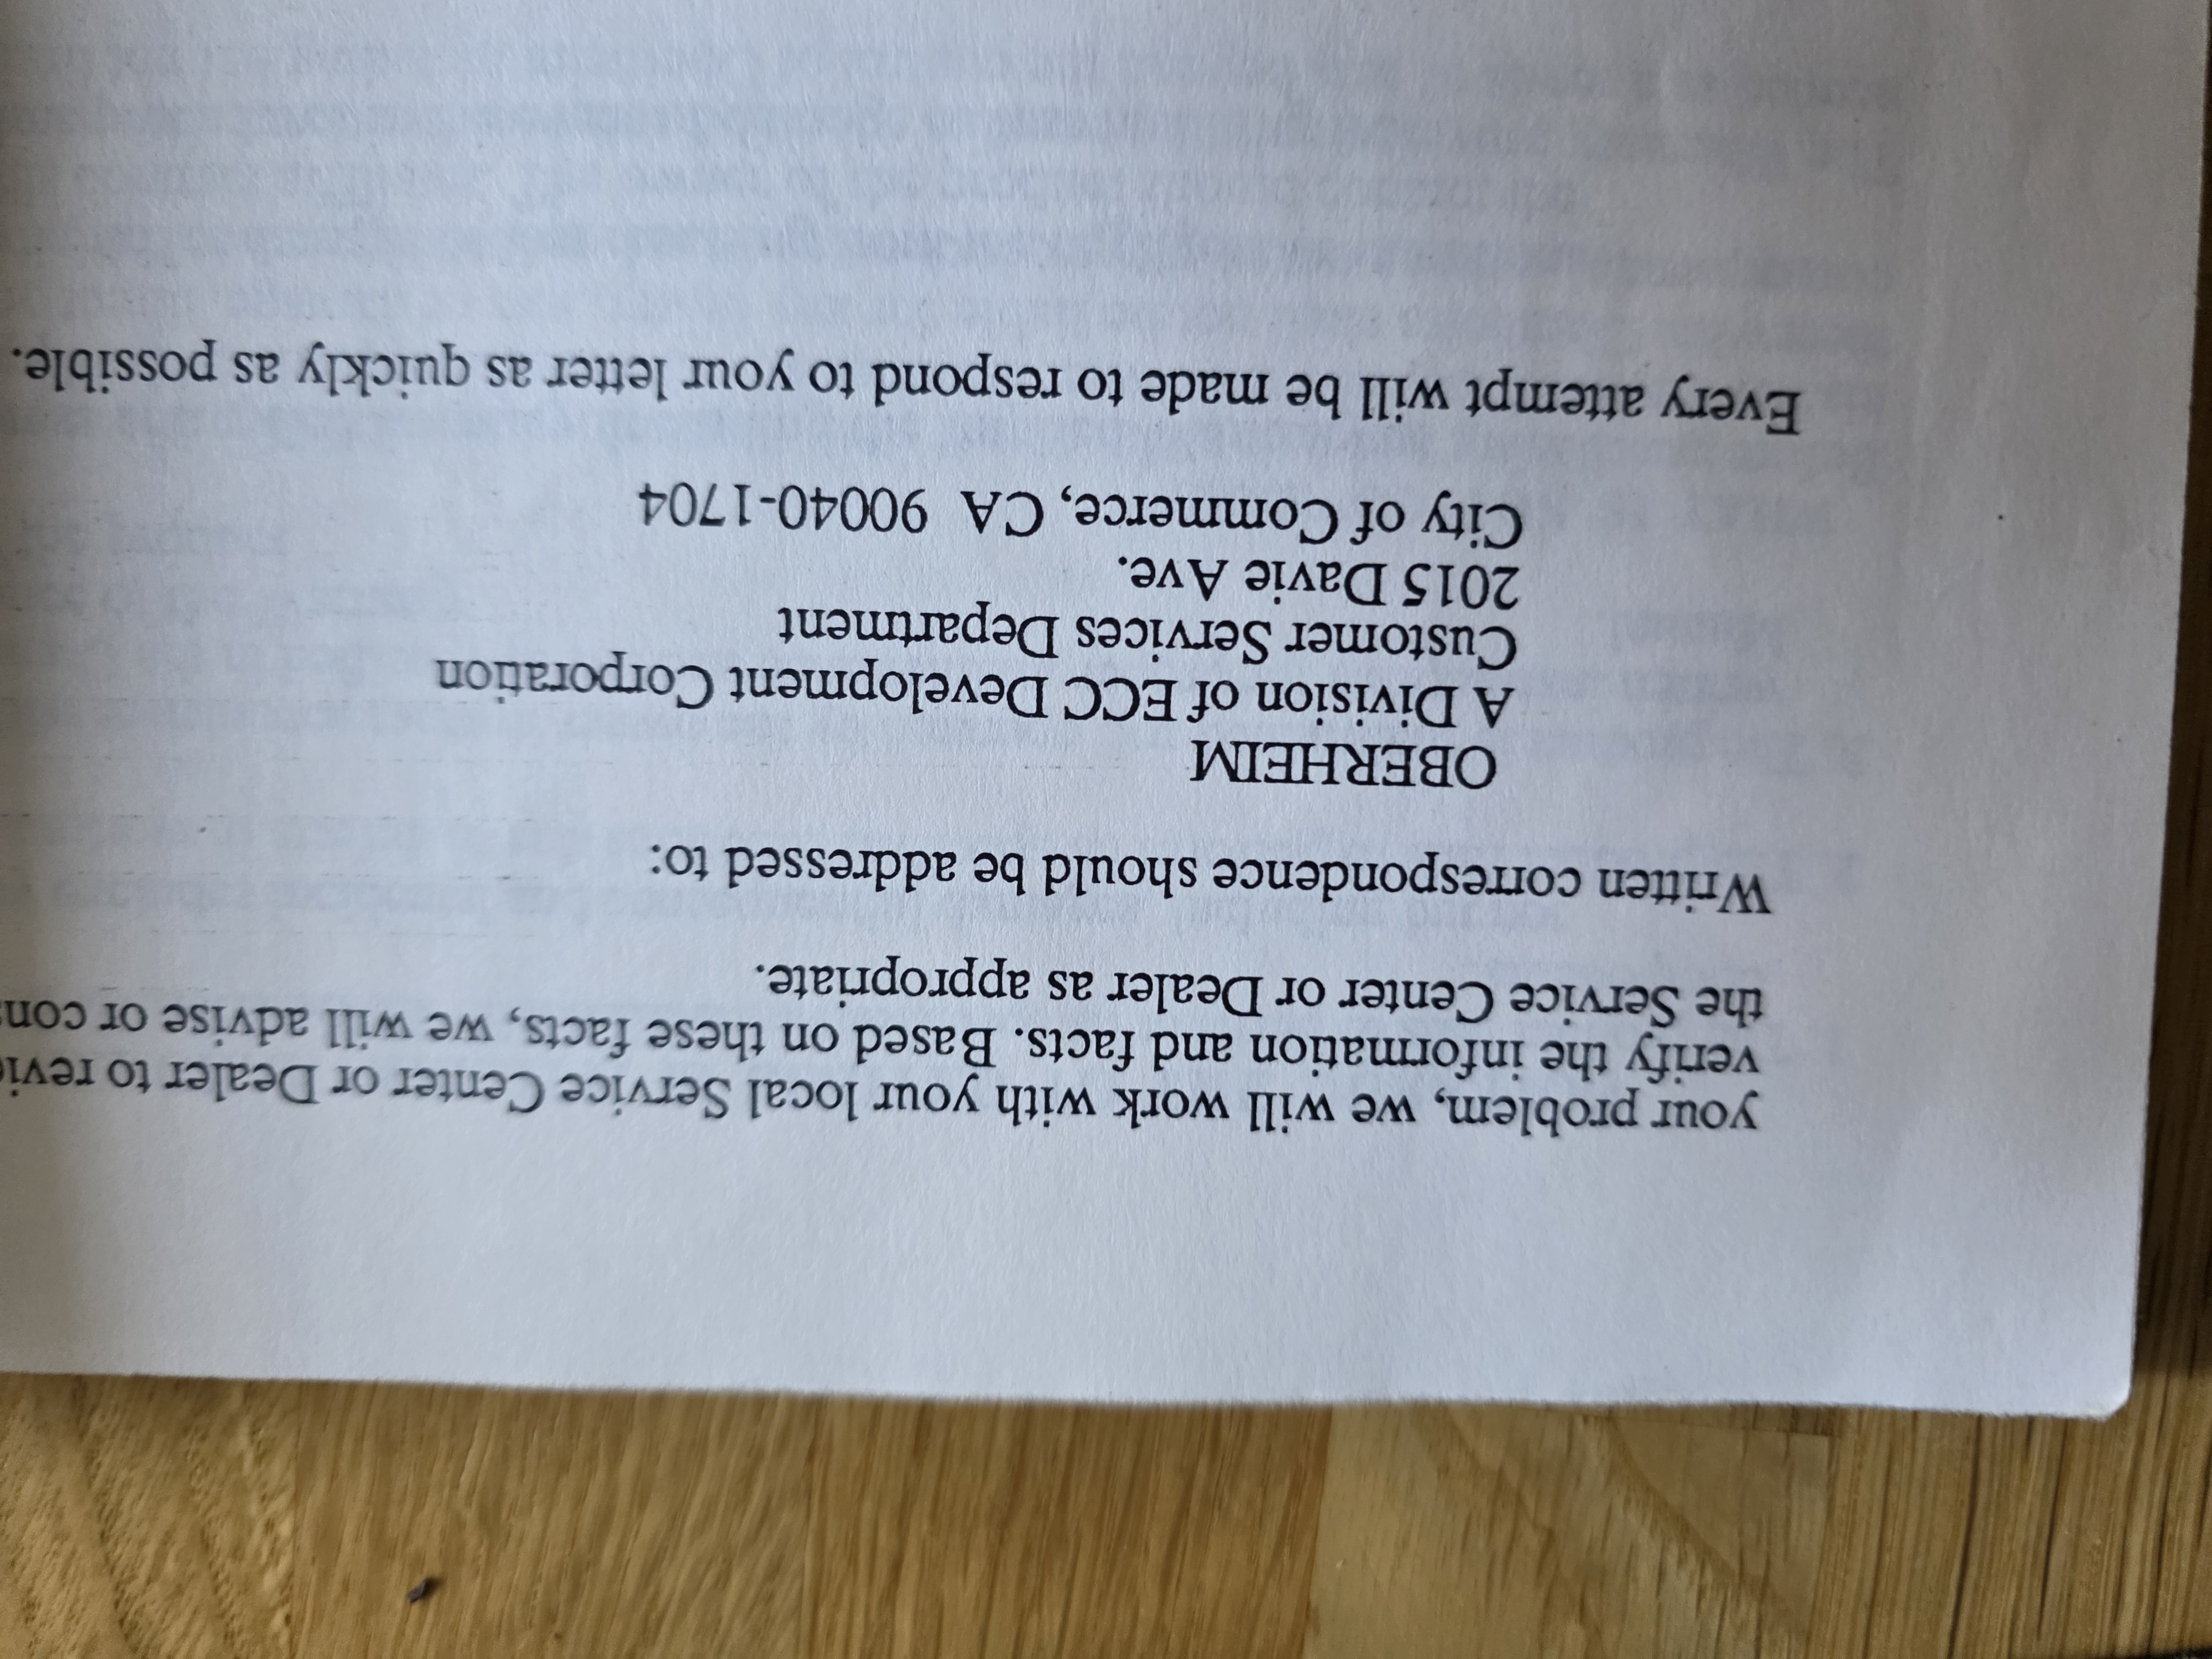 your problem, we will work with your local Service Center or Dealer to
verify the information and facts. Based on these facts, we will advise or
the Service Center or Dealer as appropriate.
Written correspondence should be addressed to:
OBERHEIM
A Division of ECC Development Corporation
Customer Services Department
2015 Davie Ave.
City of Commerce, CA 90040-1704
Every attempt will be made to respond to your letter as quickly as possible.